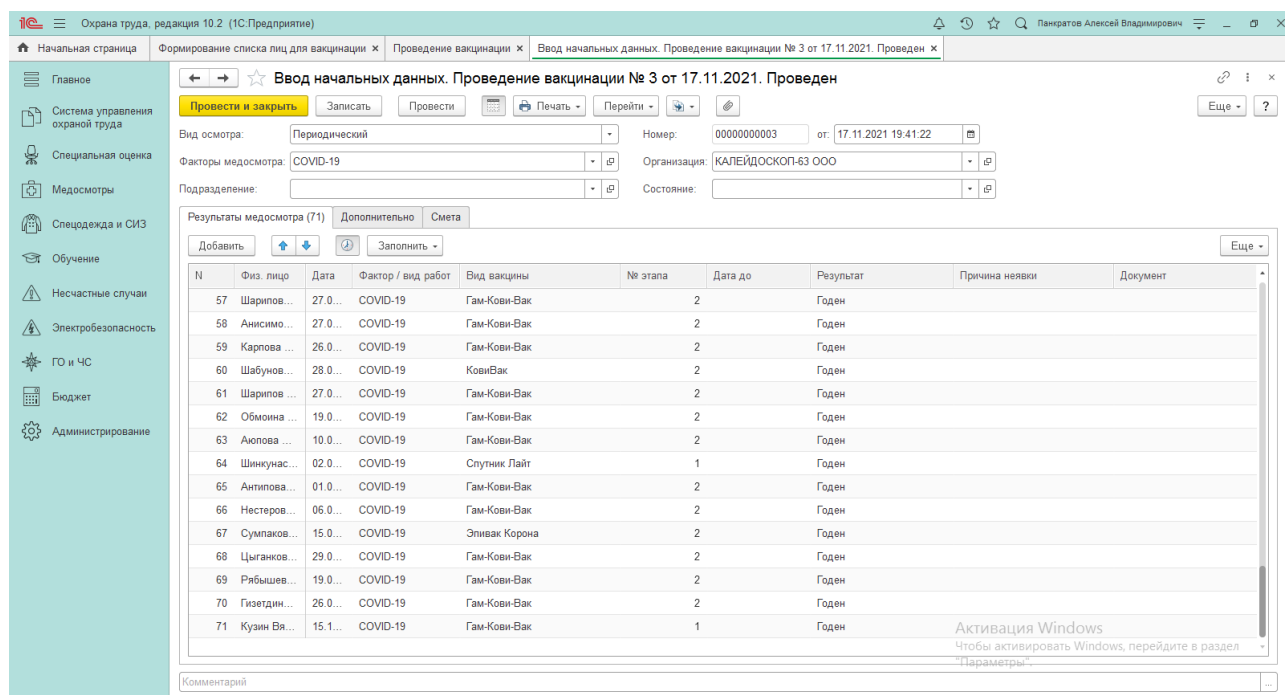 Охрана труда, редакция 10.2 (1С:Предприятие) Панкратов Алексей Владимирович
Начальная страница Формирование списка лиц для вакцинации × Проведение вакцинации × Ввод начальных данных. Проведение вакцинации № 3 от 17.11.2021. Проведен ×
Главное
Система управления охраной труда
Специальная оценка
Медосмотры
Спецодежда и СИЗ
Обучение
Несчастные случаи
Электробезопасность
ГО и ЧС
Бюджет
Администрирование
Ввод начальных данных. Проведение вакцинации № 3 от 17.11.2021. Проведен
Провести и закрыть Записать Провести Печать Перейти Еще ?
Вид осмотра: Периодический Номер: 00000000003 от: 17.11.2021 19:41:22
Факторы медосмотра: COVID-19 Организация: КАЛЕЙДОСКОП-63 ООО
Подразделение: Состояние:
Результаты медосмотра (71) Дополнительно Смета
Добавить Заполнить Еще
N Физ. лицо Дата Фактор / вид работ Вид вакцины № этапа Дата до Результат Причина неявки Документ
57 Шарипов... 27.0... COVID-19 Гам-Кови-Вак 2 Годен
58 Анисимо... 27.0... COVID-19 Гам-Кови-Вак 2 Годен
59 Карпова ... 26.0... COVID-19 Гам-Кови-Вак 2 Годен
60 Шабунов... 28.0... COVID-19 КовиВак 2 Годен
61 Шарипов ... 27.0... COVID-19 Гам-Кови-Вак 2 Годен
62 Обмоина ... 19.0... COVID-19 Гам-Кови-Вак 2 Годен
63 Аюпова ... 10.0... COVID-19 Гам-Кови-Вак 2 Годен
64 Шинкунас... 02.0... COVID-19 Спутник Лайт 1 Годен
65 Антипова... 01.0... COVID-19 Гам-Кови-Вак 2 Годен
66 Нестеров... 06.0... COVID-19 Гам-Кови-Вак 2 Годен
67 Сумпаков... 15.0... COVID-19 Эпивак Корона 2 Годен
68 Цыганков... 29.0... COVID-19 Гам-Кови-Вак 2 Годен
69 Рябышев... 19.0... COVID-19 Гам-Кови-Вак 2 Годен
70 Гизетдин... 26.0... COVID-19 Гам-Кови-Вак 2 Годен
71 Кузин Вя... 15.1... COVID-19 Гам-Кови-Вак 1 Годен
Активация Windows
Чтобы активировать Windows, перейдите в раздел
"Параметры".
Комментарий